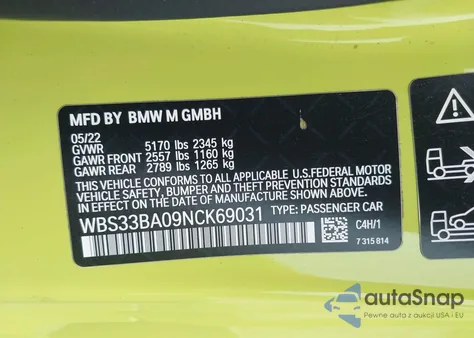 MFD BY BMW M GMBH
05/22
GVWR 5170 lbs 2345 kg
GAWR FRONT 2557 lbs 1160 kg
GAWR REAR 2789 lbs 1265 kg
THIS VEHICLE CONFORMS TO ALL APPLICABLE U.S.FEDERAL MOTOR
VEHICLE SAFETY, BUMPER AND THEFT PREVENTION
STANDARDS IN EFFECT ON THE DATE OF MANUFACTURE SHOWN ABOVE.
WBS33BA09NCK69031 TYPE: PASSENGER CAR
C4H/1
7 315 814
autoSnap
Pewne auta z aukcji USA i EU